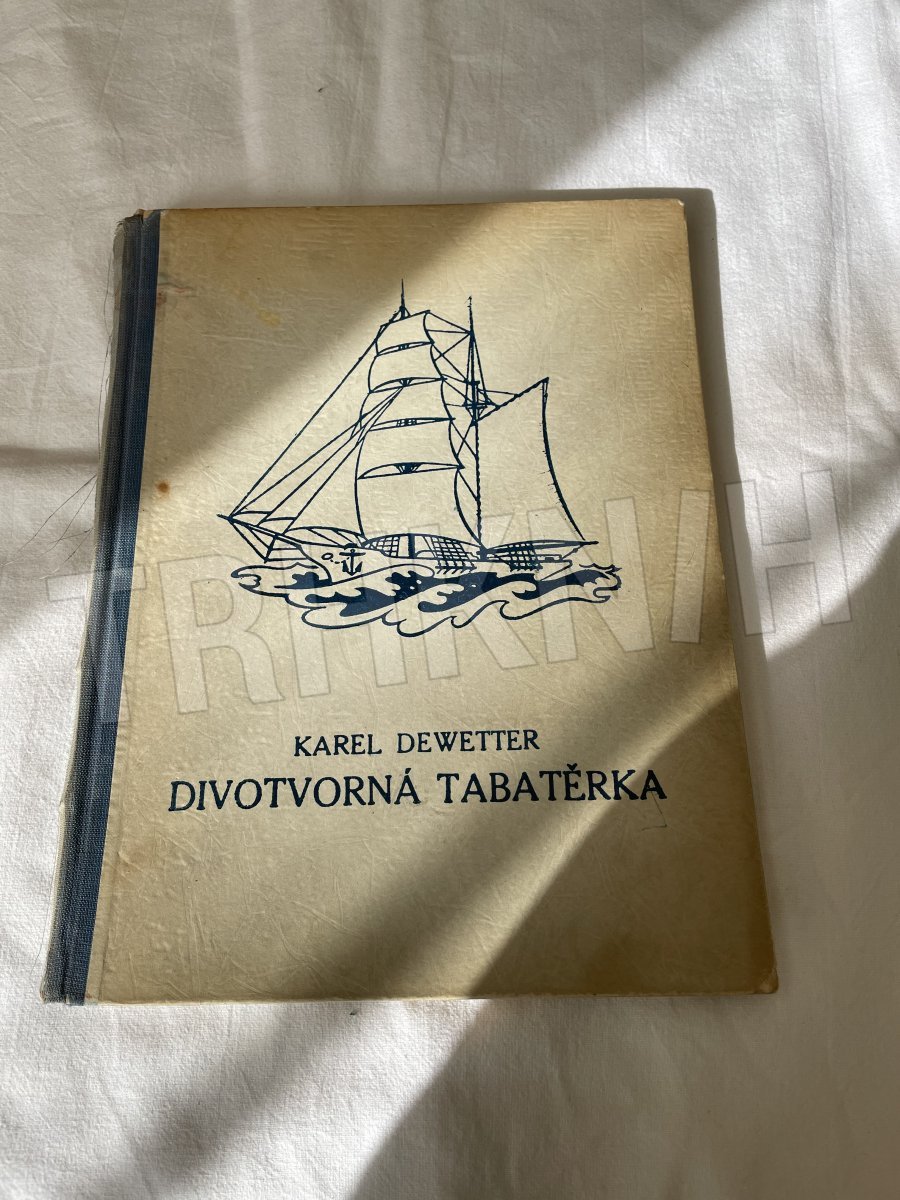 TRHKNIH
KAREL DEWETTER
DIVOTVORNÁ TABATĚRKA